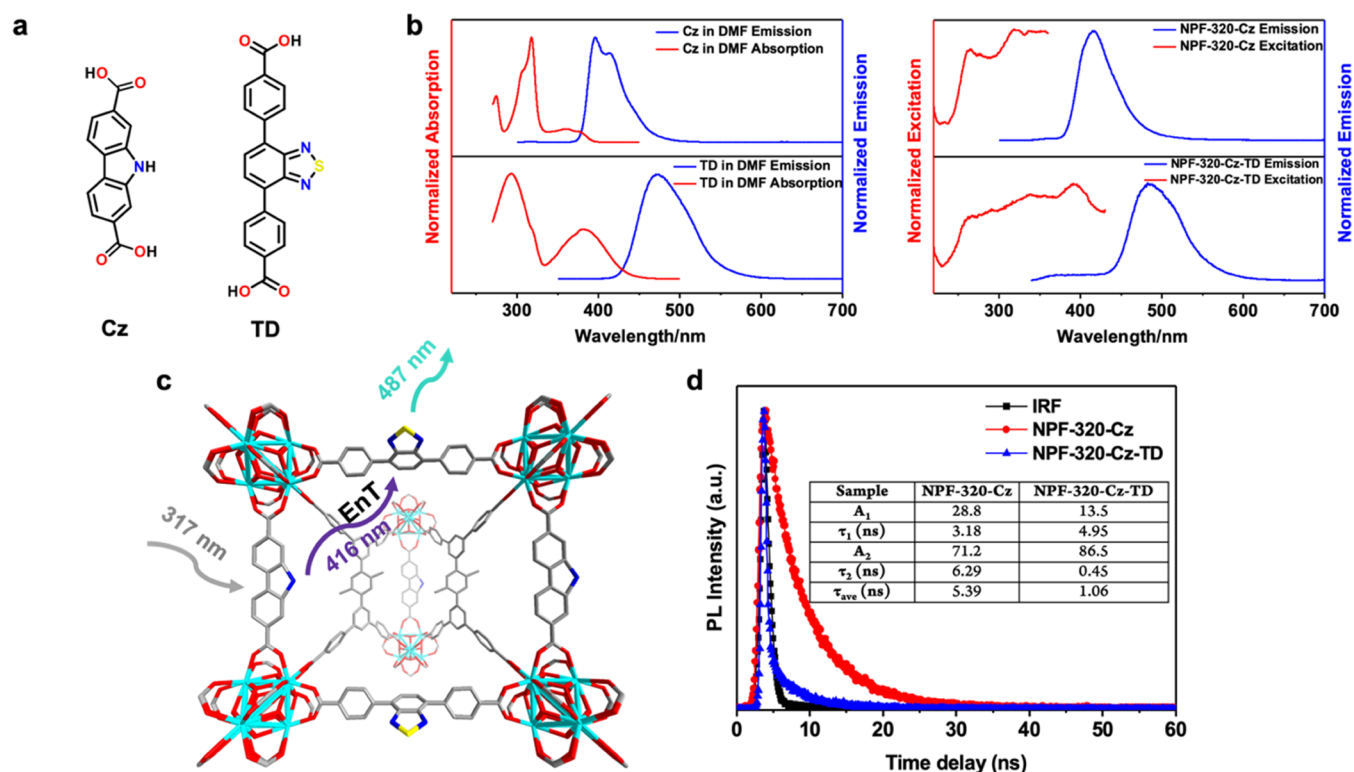 a
O
OH
NH
O
OH
Cz
O
OH
N
S
N
HO
O
TD
b
Normalized Absorption
Cz in DMF Emission
Cz in DMF Absorption
TD in DMF Emission
TD in DMF Absorption
Normalized Emission
300 400 500 600 700
Wavelength/nm
Normalized Excitation
NPF-320-Cz Emission
NPF-320-Cz Excitation
NPF-320-Cz-TD Emission
NPF-320-Cz-TD Excitation
Normalized Emission
300 400 500 600 700
Wavelength/nm
c
487 nm
317 nm
EnT
416 nm
d
PL Intensity (a.u.)
IRF
NPF-320-Cz
NPF-320-Cz-TD
Sample NPF-320-Cz NPF-320-Cz-TD
A1 28.8 13.5
τ1 (ns) 3.18 4.95
A2 71.2 86.5
τ2 (ns) 6.29 0.45
τave (ns) 5.39 1.06
0 10 20 30 40 50 60
Time delay (ns)